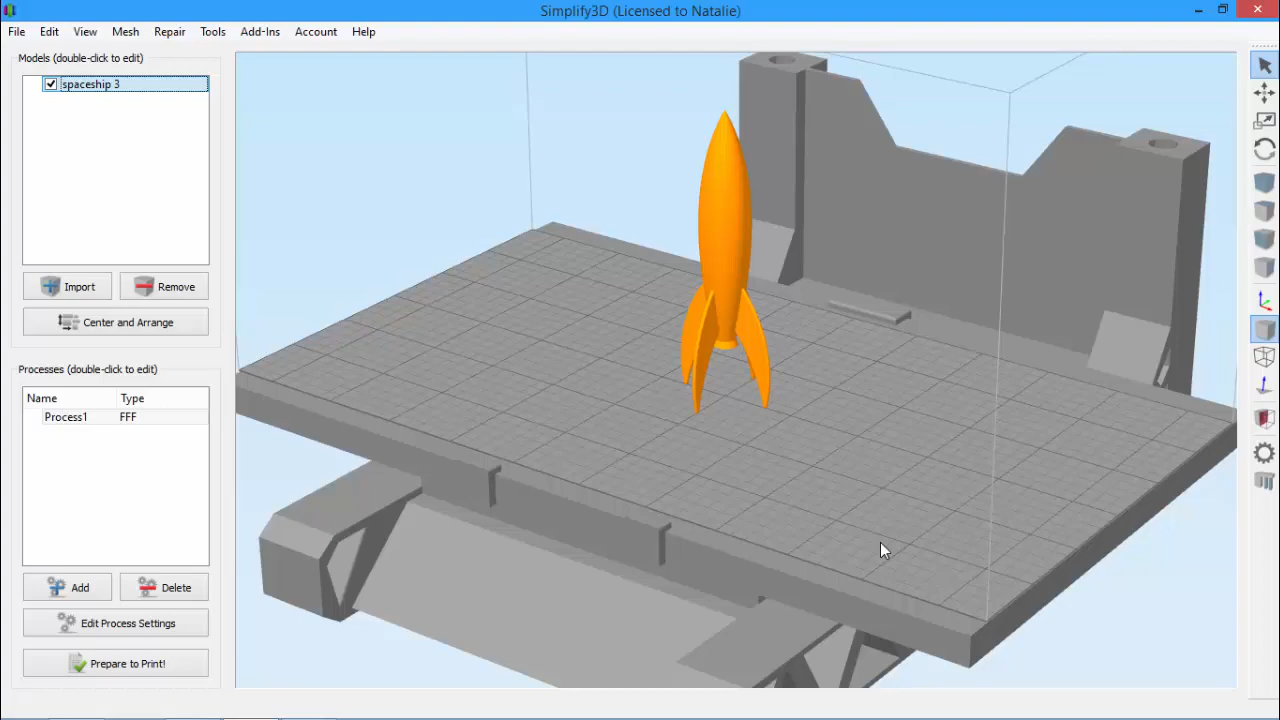 Simplify3D (Licensed to Natalie)
File Edit View Mesh Repair Tools Add-Ins Account Help
Models (double-click to edit)
spaceship 3
Import Remove
Center and Arrange
Processes (double-click to edit)
Name Type
Process1 FFF
Add Delete
Edit Process Settings
Prepare to Print!